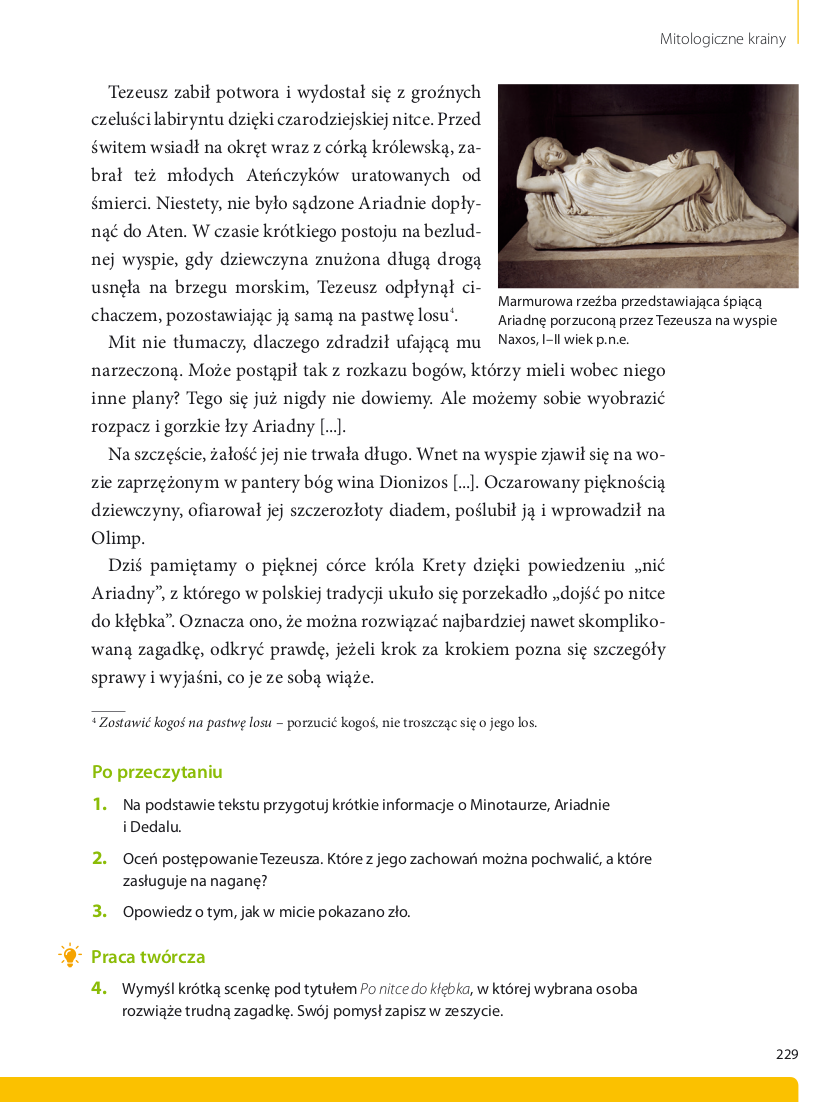 Mitologiczne krainy
Tezeusz zabił potwora i wydostał się z groźnych
czeluści labiryntu dzięki czarodziejskiej nitce. Przed
świtem wsiadł na okręt wraz z córką królewską, za-
brał też młodych Ateńczyków uratowanych od
śmierci. Niestety, nie było sądzone Ariadnie dopły-
nąć do Aten. W czasie krótkiego postoju na bezlud-
nej wyspie, gdy dziewczyna znużona długą drogą
usnęła na brzegu morskim, Tezeusz odpłynął ci-
chaczem, pozostawiając ją samą na pastwę losu⁴.
Marmurowa rzeźba przedstawiająca śpiącą
Ariadnę porzuconą przez Tezeusza na wyspie
Naxos, I–II wiek p.n.e.
Mit nie tłumaczy, dlaczego zdradził ufającą mu
narzeczoną. Może postąpił tak z rozkazu bogów, którzy mieli wobec niego
inne plany? Tego się już nigdy nie dowiemy. Ale możemy sobie wyobrazić
rozpacz i gorzkie łzy Ariadny [...].
Na szczęście, żałość jej nie trwała długo. Wnet na wyspie zjawił się na wo-
zie zaprzężonym w pantery bóg wina Dionizos [...]. Oczarowany pięknością
dziewczyny, ofiarował jej szczerozłoty diadem, poślubił ją i wprowadził na
Olimp.
Dziś pamiętamy o pięknej córce króla Krety dzięki powiedzeniu „nić
Ariadny”, z którego w polskiej tradycji ukuło się porzekadło „dojść po nitce
do kłębka”. Oznacza ono, że można rozwiązać najbardziej nawet skompliko-
waną zagadkę, odkryć prawdę, jeżeli krok za krokiem pozna się szczegóły
sprawy i wyjaśni, co je ze sobą wiąże.
⁴ Zostawić kogoś na pastwę losu – porzucić kogoś, nie troszcząc się o jego los.
Po przeczytaniu
1. Na podstawie tekstu przygotuj krótkie informacje o Minotaurze, Ariadnie
i Dedalu.
2. Oceń postępowanie Tezeusza. Które z jego zachowań można pochwalić, a które
zasługuje na naganę?
3. Opowiedz o tym, jak w micie pokazano zło.
Praca twórcza
4. Wymyśl krótką scenkę pod tytułem Po nitce do kłębka, w której wybrana osoba
rozwiąże trudną zagadkę. Swój pomysł zapisz w zeszycie.
229